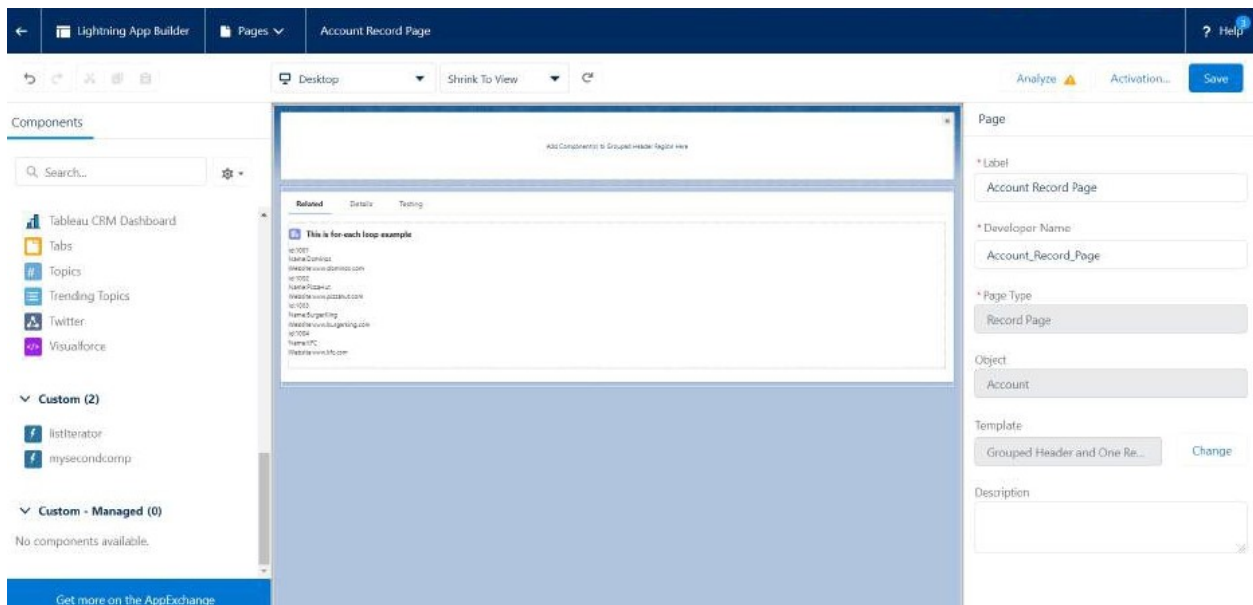 Lightning App Builder
Pages
Account Record Page
3
? Help
Desktop
Shrink To View
Analyze
Activation...
Save
Components
Search...
Tableau CRM Dashboard
Tabs
Topics
Trending Topics
Twitter
Visualforce
Custom (2)
listIterator
mysecondcomp
Custom - Managed (0)
No components available.
Get more on the AppExchange
Add Component(s) to Grouped Header Region Here
Related Details Testing
This is for-each loop example
Id:1001
Name:Dominos
Website:www.dominos.com
Id:1002
Name:PizzaHut
Website:www.pizzahut.com
Id:1003
Name:BurgerKing
Website:www.burgerking.com
Id:1004
Name:KFC
Website:www.kfc.com
Page
* Label
Account Record Page
* Developer Name
Account_Record_Page
* Page Type
Record Page
Object
Account
Template
Grouped Header and One Re...
Change
Description